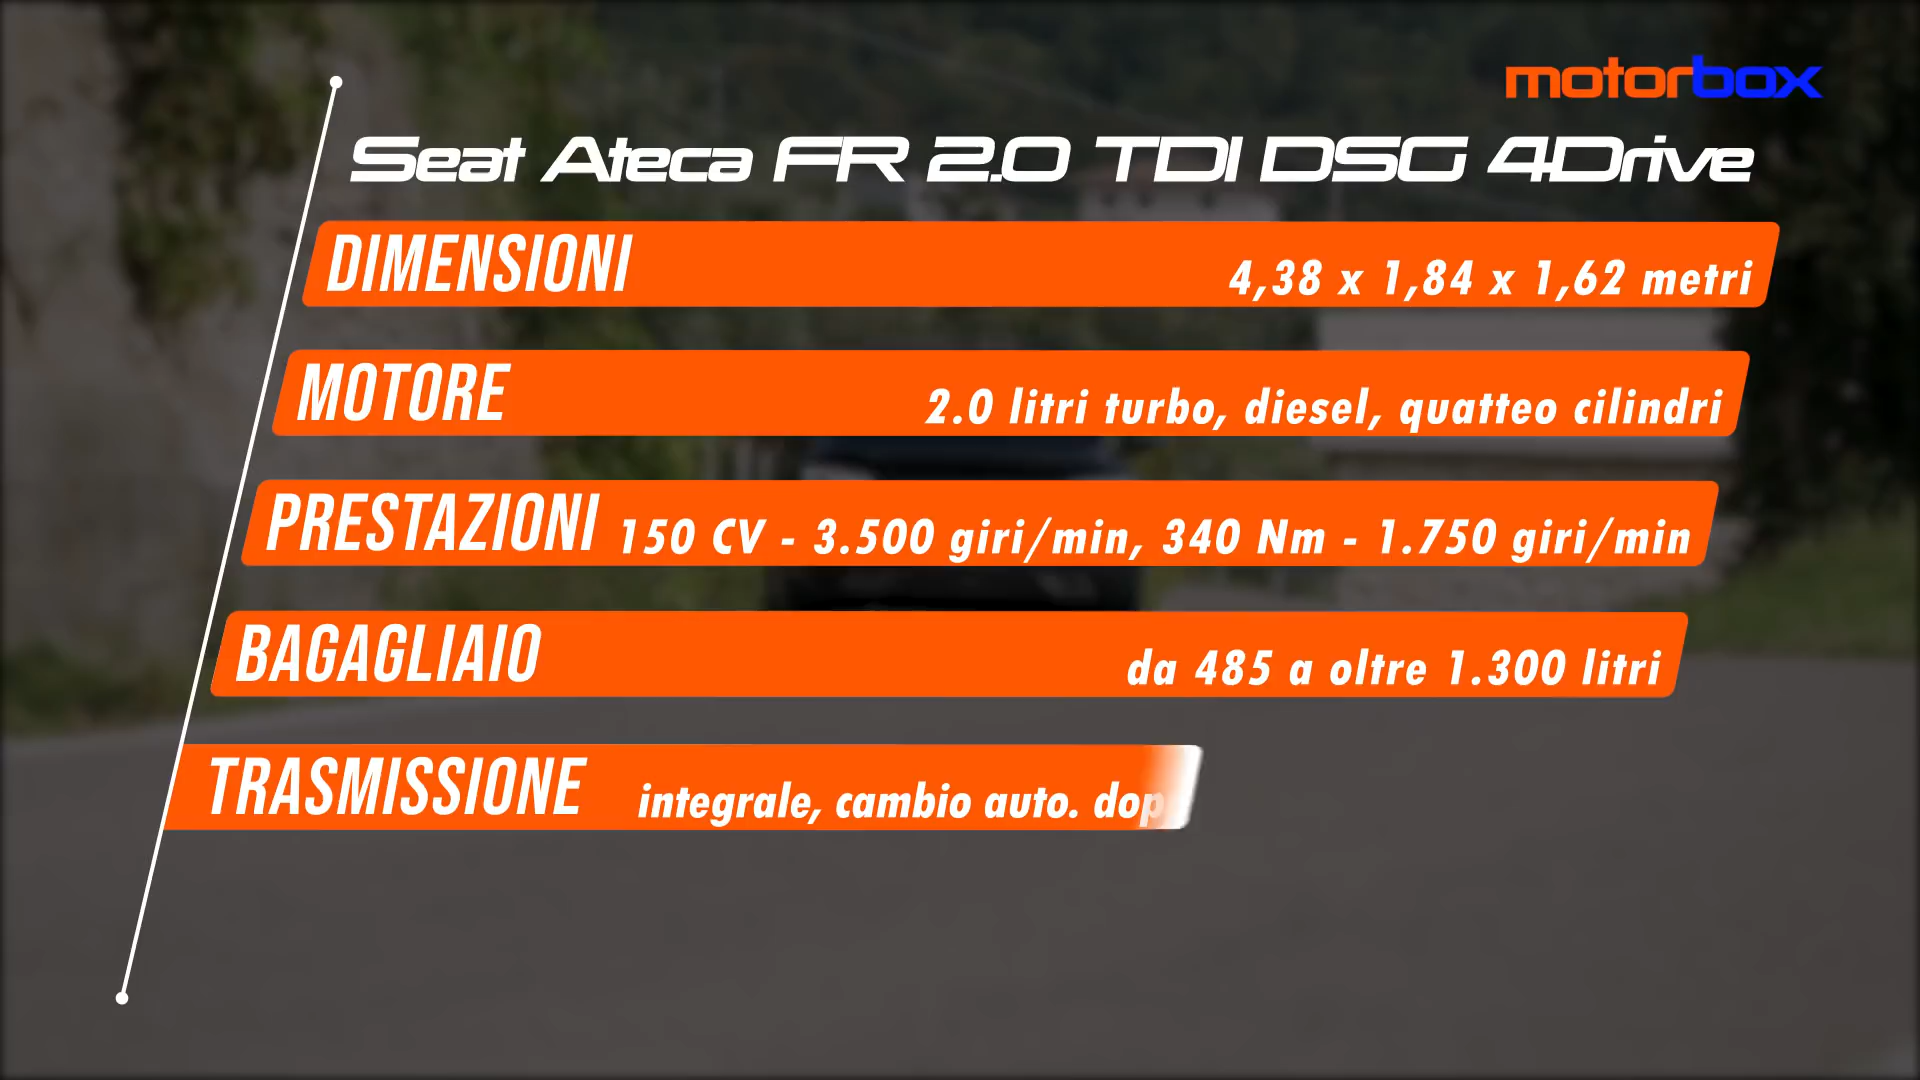 motorbox
Seat Ateca FR 2.0 TDI DSG 4Drive
DIMENSIONI 4,38 x 1,84 x 1,62 metri
MOTORE 2.0 litri turbo, diesel, quatteo cilindri
PRESTAZIONI 150 CV - 3.500 giri/min, 340 Nm - 1.750 giri/min
BAGAGLIAIO da 485 a oltre 1.300 litri
TRASMISSIONE integrale, cambio auto.